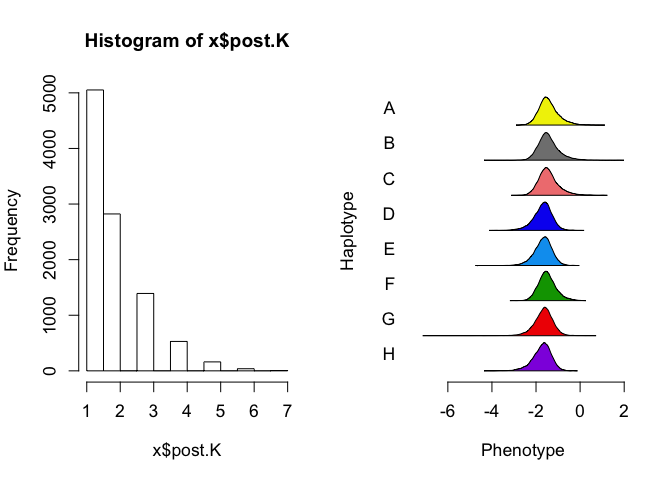 Histogram of x$post.K
Frequency
0
1000
2000
3000
4000
5000
1 2 3 4 5 6 7
x$post.K
Haplotype
A
B
C
D
E
F
G
H
-6 -4 -2 0 2
Phenotype